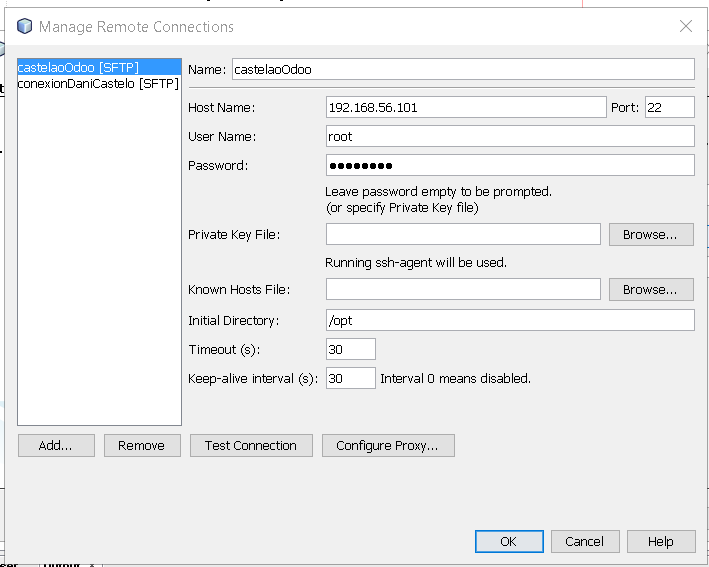 Manage Remote Connections
castelaoOdoo [SFTP]
conexionDaniCastelo [SFTP]
Name: castelaoOdoo
Host Name: 192.168.56.101 Port: 22
User Name: root
Password: ●●●●●●●●
Leave password empty to be prompted.
(or specify Private Key file)
Private Key File: Browse...
Running ssh-agent will be used.
Known Hosts File: Browse...
Initial Directory: /opt
Timeout (s): 30
Keep-alive interval (s): 30 Interval 0 means disabled.
Add... Remove Test Connection Configure Proxy...
OK Cancel Help